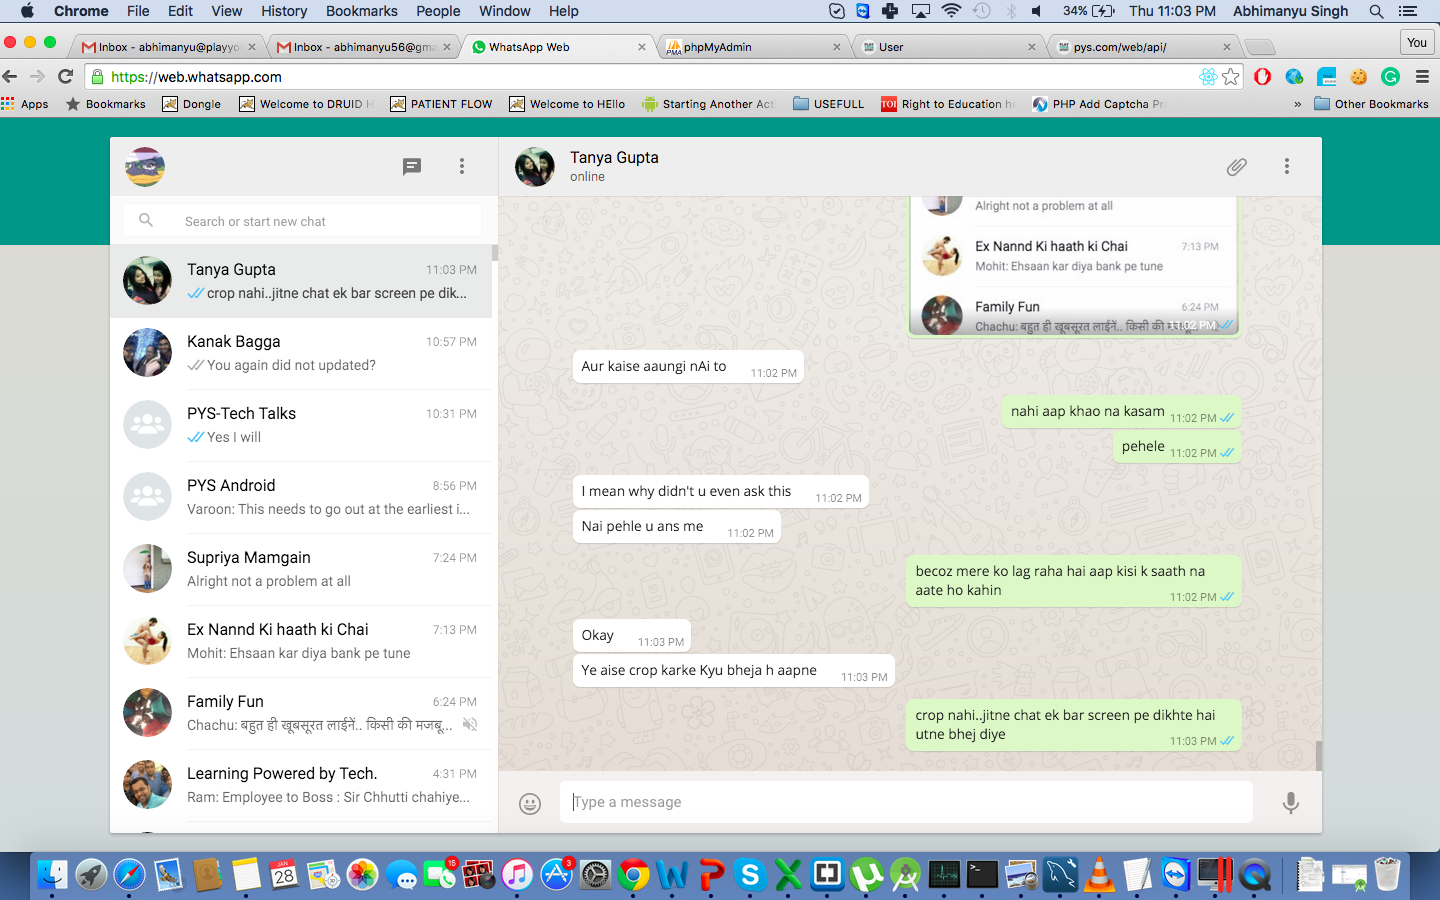 Chrome File Edit View History Bookmarks People Window Help 34% Thu 11:03 PM Abhimanyu Singh
Inbox - abhimanyu@playyo Inbox - abhimanyu56@gma WhatsApp Web phpMyAdmin User pys.com/web/api/ You
https://web.whatsapp.com
Apps Bookmarks Dongle Welcome to DRUID H PATIENT FLOW Welcome to HEllo Starting Another Act USEFULL Right to Education he PHP Add Captcha Pr » Other Bookmarks
Search or start new chat
Tanya Gupta 11:03 PM
crop nahi..jitne chat ek bar screen pe dik...
Kanak Bagga 10:57 PM
You again did not updated?
PYS-Tech Talks 10:31 PM
Yes I will
PYS Android 8:56 PM
Varoon: This needs to go out at the earliest i...
Supriya Mamgain 7:24 PM
Alright not a problem at all
Ex Nannd Ki haath ki Chai 7:13 PM
Mohit: Ehsaan kar diya bank pe tune
Family Fun 6:24 PM
Chachu: बहुत ही खूबसूरत लाईनें.. किसी की मजबू...
Learning Powered by Tech. 4:31 PM
Ram: Employee to Boss : Sir Chhutti chahiye...
Tanya Gupta
online
Alright not a problem at all
Ex Nannd Ki haath ki Chai 7:13 PM
Mohit: Ehsaan kar diya bank pe tune
Family Fun 6:24 PM
Chachu: बहुत ही खूबसूरत लाईनें.. किसी की 11:02 PM
Aur kaise aaungi nAi to 11:02 PM
nahi aap khao na kasam 11:02 PM
pehele 11:02 PM
I mean why didn't u even ask this 11:02 PM
Nai pehle u ans me 11:02 PM
becoz mere ko lag raha hai aap kisi k saath na
aate ho kahin 11:02 PM
Okay 11:03 PM
Ye aise crop karke Kyu bheja h aapne 11:03 PM
crop nahi..jitne chat ek bar screen pe dikhte hai
utne bhej diye 11:03 PM
Type a message
JAN
28
15
3